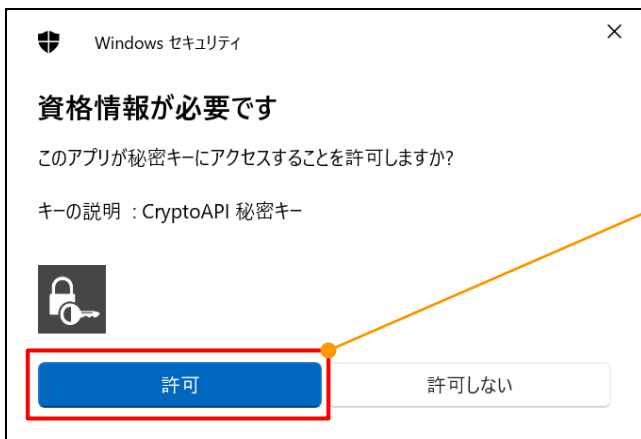 Windows セキュリティ
資格情報が必要です
このアプリが秘密キーにアクセスすることを許可しますか?
キーの説明 : CryptoAPI 秘密キー
許可
許可しない